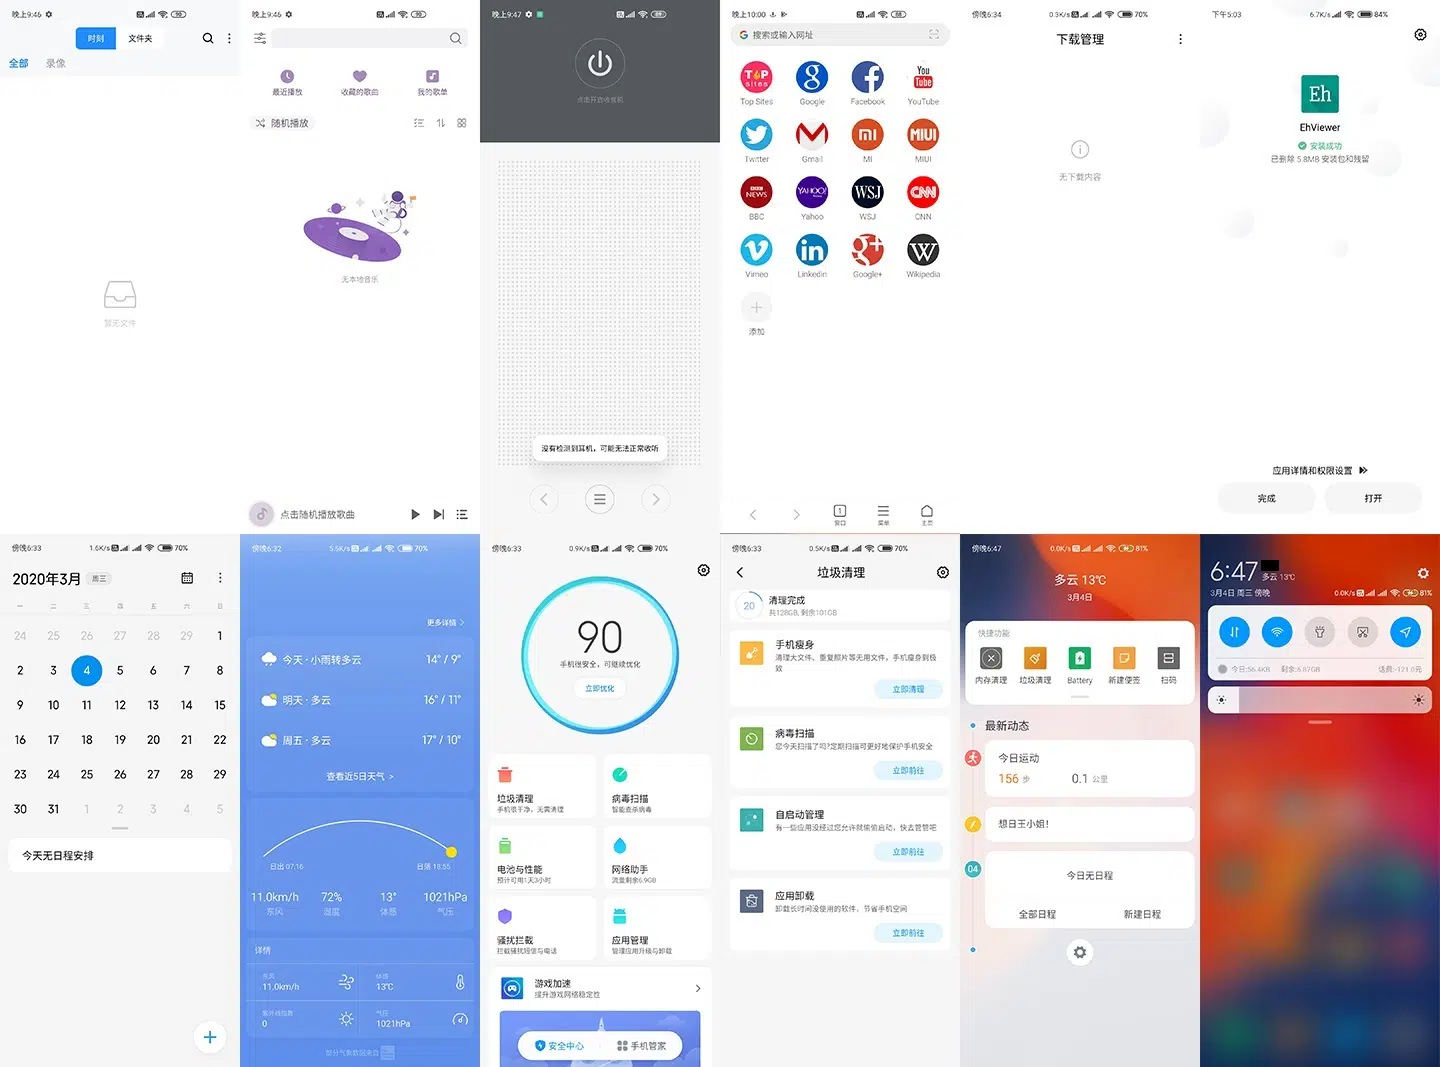 晚上9:46
90
时刻
文件夹
全部
录像
暂无文件
晚上9:46
90
最近播放
收藏的歌曲
我的歌单
随机播放
无本地音乐
点击随机播放歌曲
晚上9:47
89
点击开启收音机
没有检测到耳机，可能无法正常收听
晚上10:00
88
搜索或输入网址
TOP sites
You Tube
Top Sites
Google
Facebook
YouTube
Twitter
Gmail
MI
MIUI
BBC NEWS
YAHOO!
WSJ
CNN
BBC
Yahoo
WSJ
CNN
Vimeo
Linkedin
Google+
Wikipedia
添加
1
窗口
菜单
主页
傍晚6:34
0.3K/s
70%
下载管理
无下载内容
下午5:03
6.7K/s
84%
Eh
EhViewer
安装成功
已删除 5.8MB 安装包和残留
应用详情和权限设置
完成
打开
傍晚6:33
1.6K/s
70%
2020年3月
周三
一 二 三 四 五 六 日
24 25 26 27 28 29 1
2 3 4 5 6 7 8
9 10 11 12 13 14 15
16 17 18 19 20 21 22
23 24 25 26 27 28 29
30 31 1 2 3 4 5
今天无日程安排
傍晚6:32
5.5K/s
70%
更多详情
今天 · 小雨转多云
14° / 9°
明天 · 多云
16° / 11°
周五 · 多云
17° / 10°
查看近5日天气
日出 07:16
日落 18:55
11.0km/h
72%
13°
1021hPa
东风
湿度
体感
气压
详情
东风
11.0km/h
体感
13°C
紫外线指数
0
气压
1021hPa
部分气象数据来自
傍晚6:33
0.9K/s
70%
90
手机很安全，可继续优化
立即优化
垃圾清理
手机很干净，无需清理
病毒扫描
智能查杀病毒
电池与性能
预计可用1天3小时
网络助手
流量剩余6.9GB
骚扰拦截
拦截骚扰短信与电话
应用管理
管理应用升级与卸载
游戏加速
提升游戏网络稳定性
安全中心
手机管家
傍晚6:33
0.5K/s
70%
垃圾清理
20
清理完成
共128GB, 剩余101GB
手机瘦身
清理大文件、重复照片等无用文件，手机瘦身到极致
立即清理
病毒扫描
您今天扫描了吗?定期扫描可更好地保护手机安全
立即前往
自启动管理
有一些应用没经过您允许就偷偷启动，快去管管吧
立即前往
应用卸载
卸载长时间没使用的软件，节省手机空间
立即前往
傍晚6:47
0.0K/s
81%
多云 13°C
3月4日
快捷功能
内存清理
垃圾清理
Battery
新建便签
扫码
最新动态
今日运动
156 步
0.1 公里
想日王小姐!
04
今日无日程
全部日程
新建日程
6:47
多云 13°C
3月4日 周三 傍晚
0.0K/s
81%
今日:56.4KB
剩余:6.87GB
话费:-121.0元